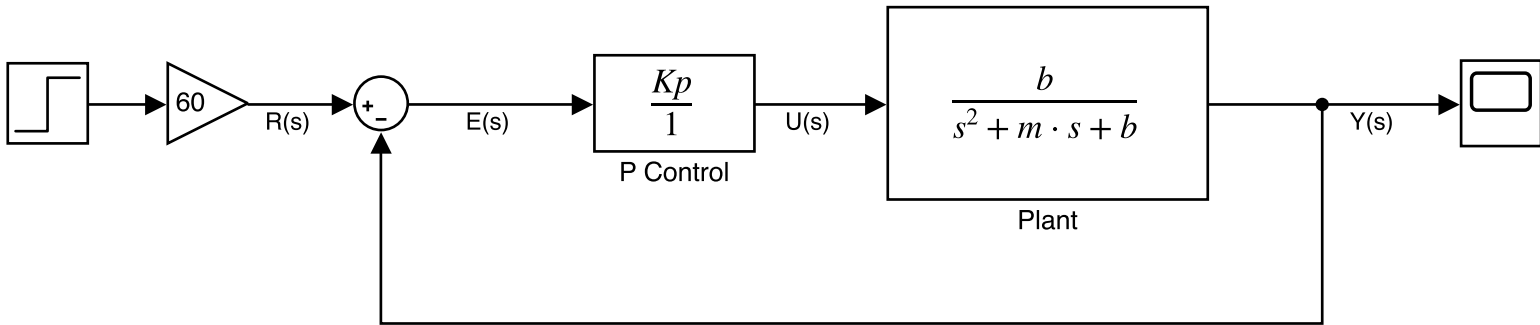 60
R(s)
+
−
E(s)
Kp
1
P Control
U(s)
b
s² + m · s + b
Plant
Y(s)